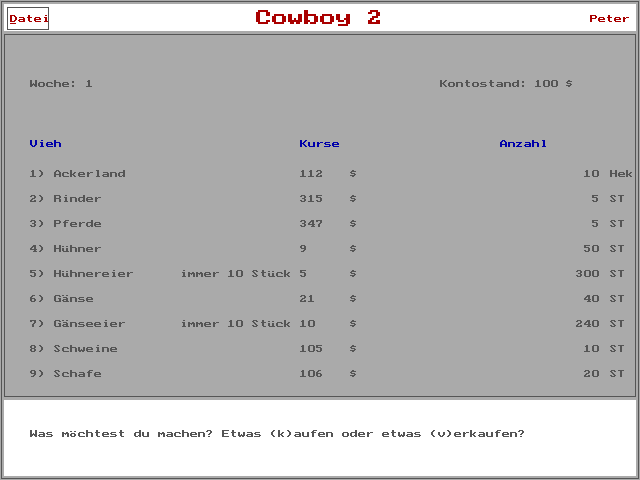 Datei Cowboy 2 Peter
Woche: 1 Kontostand: 100 $
Vieh Kurse Anzahl
1) Ackerland 112 $ 10 Hek
2) Rinder 315 $ 5 ST
3) Pferde 347 $ 5 ST
4) Hühner 9 $ 50 ST
5) Hühnereier immer 10 Stück 5 $ 300 ST
6) Gänse 21 $ 40 ST
7) Gänseeier immer 10 Stück 10 $ 240 ST
8) Schweine 105 $ 10 ST
9) Schafe 106 $ 20 ST
Was möchtest du machen? Etwas (k)aufen oder etwas (v)erkaufen?